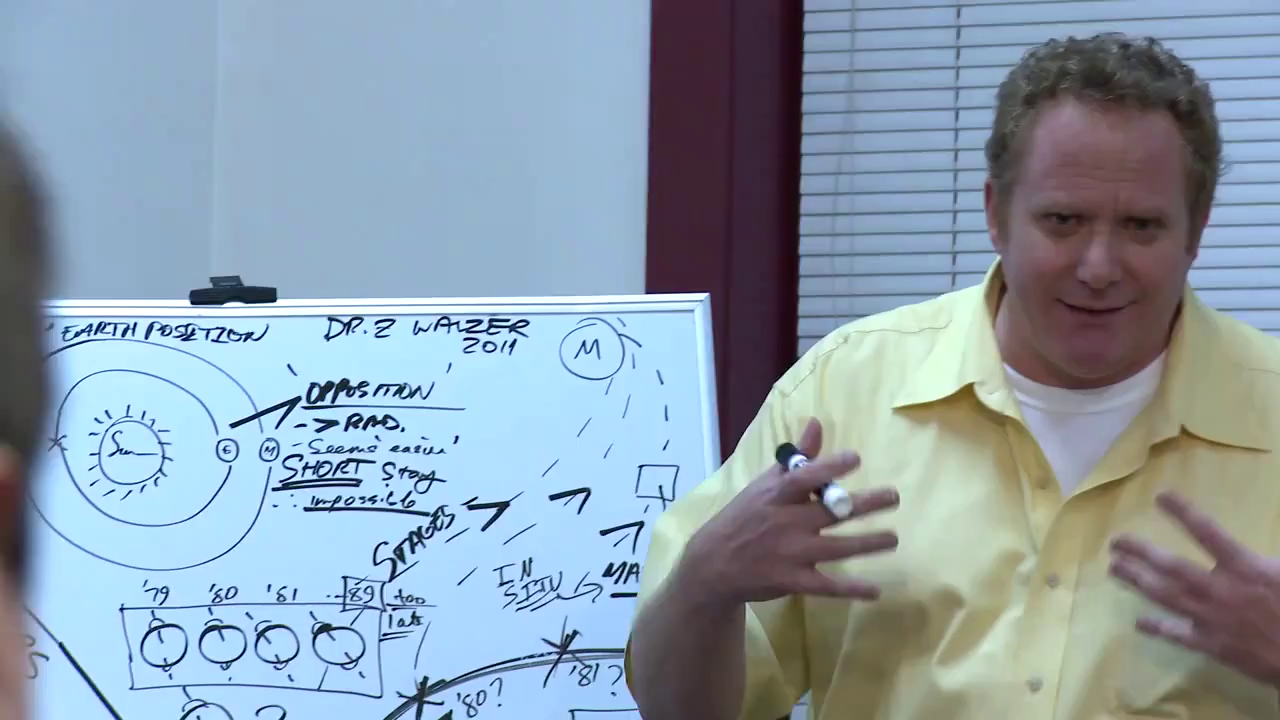 EARTH POSITION
DR. Z WALZER
2011
M
"OPPOSITION"
-> RAD.
- "Seems easier"
SHORT Stay
∴ impossible
Sun
E
M
STAGES
IN
SITU
MA
'79 '80 '81 ... '89
too
late
'80?
'81?
?